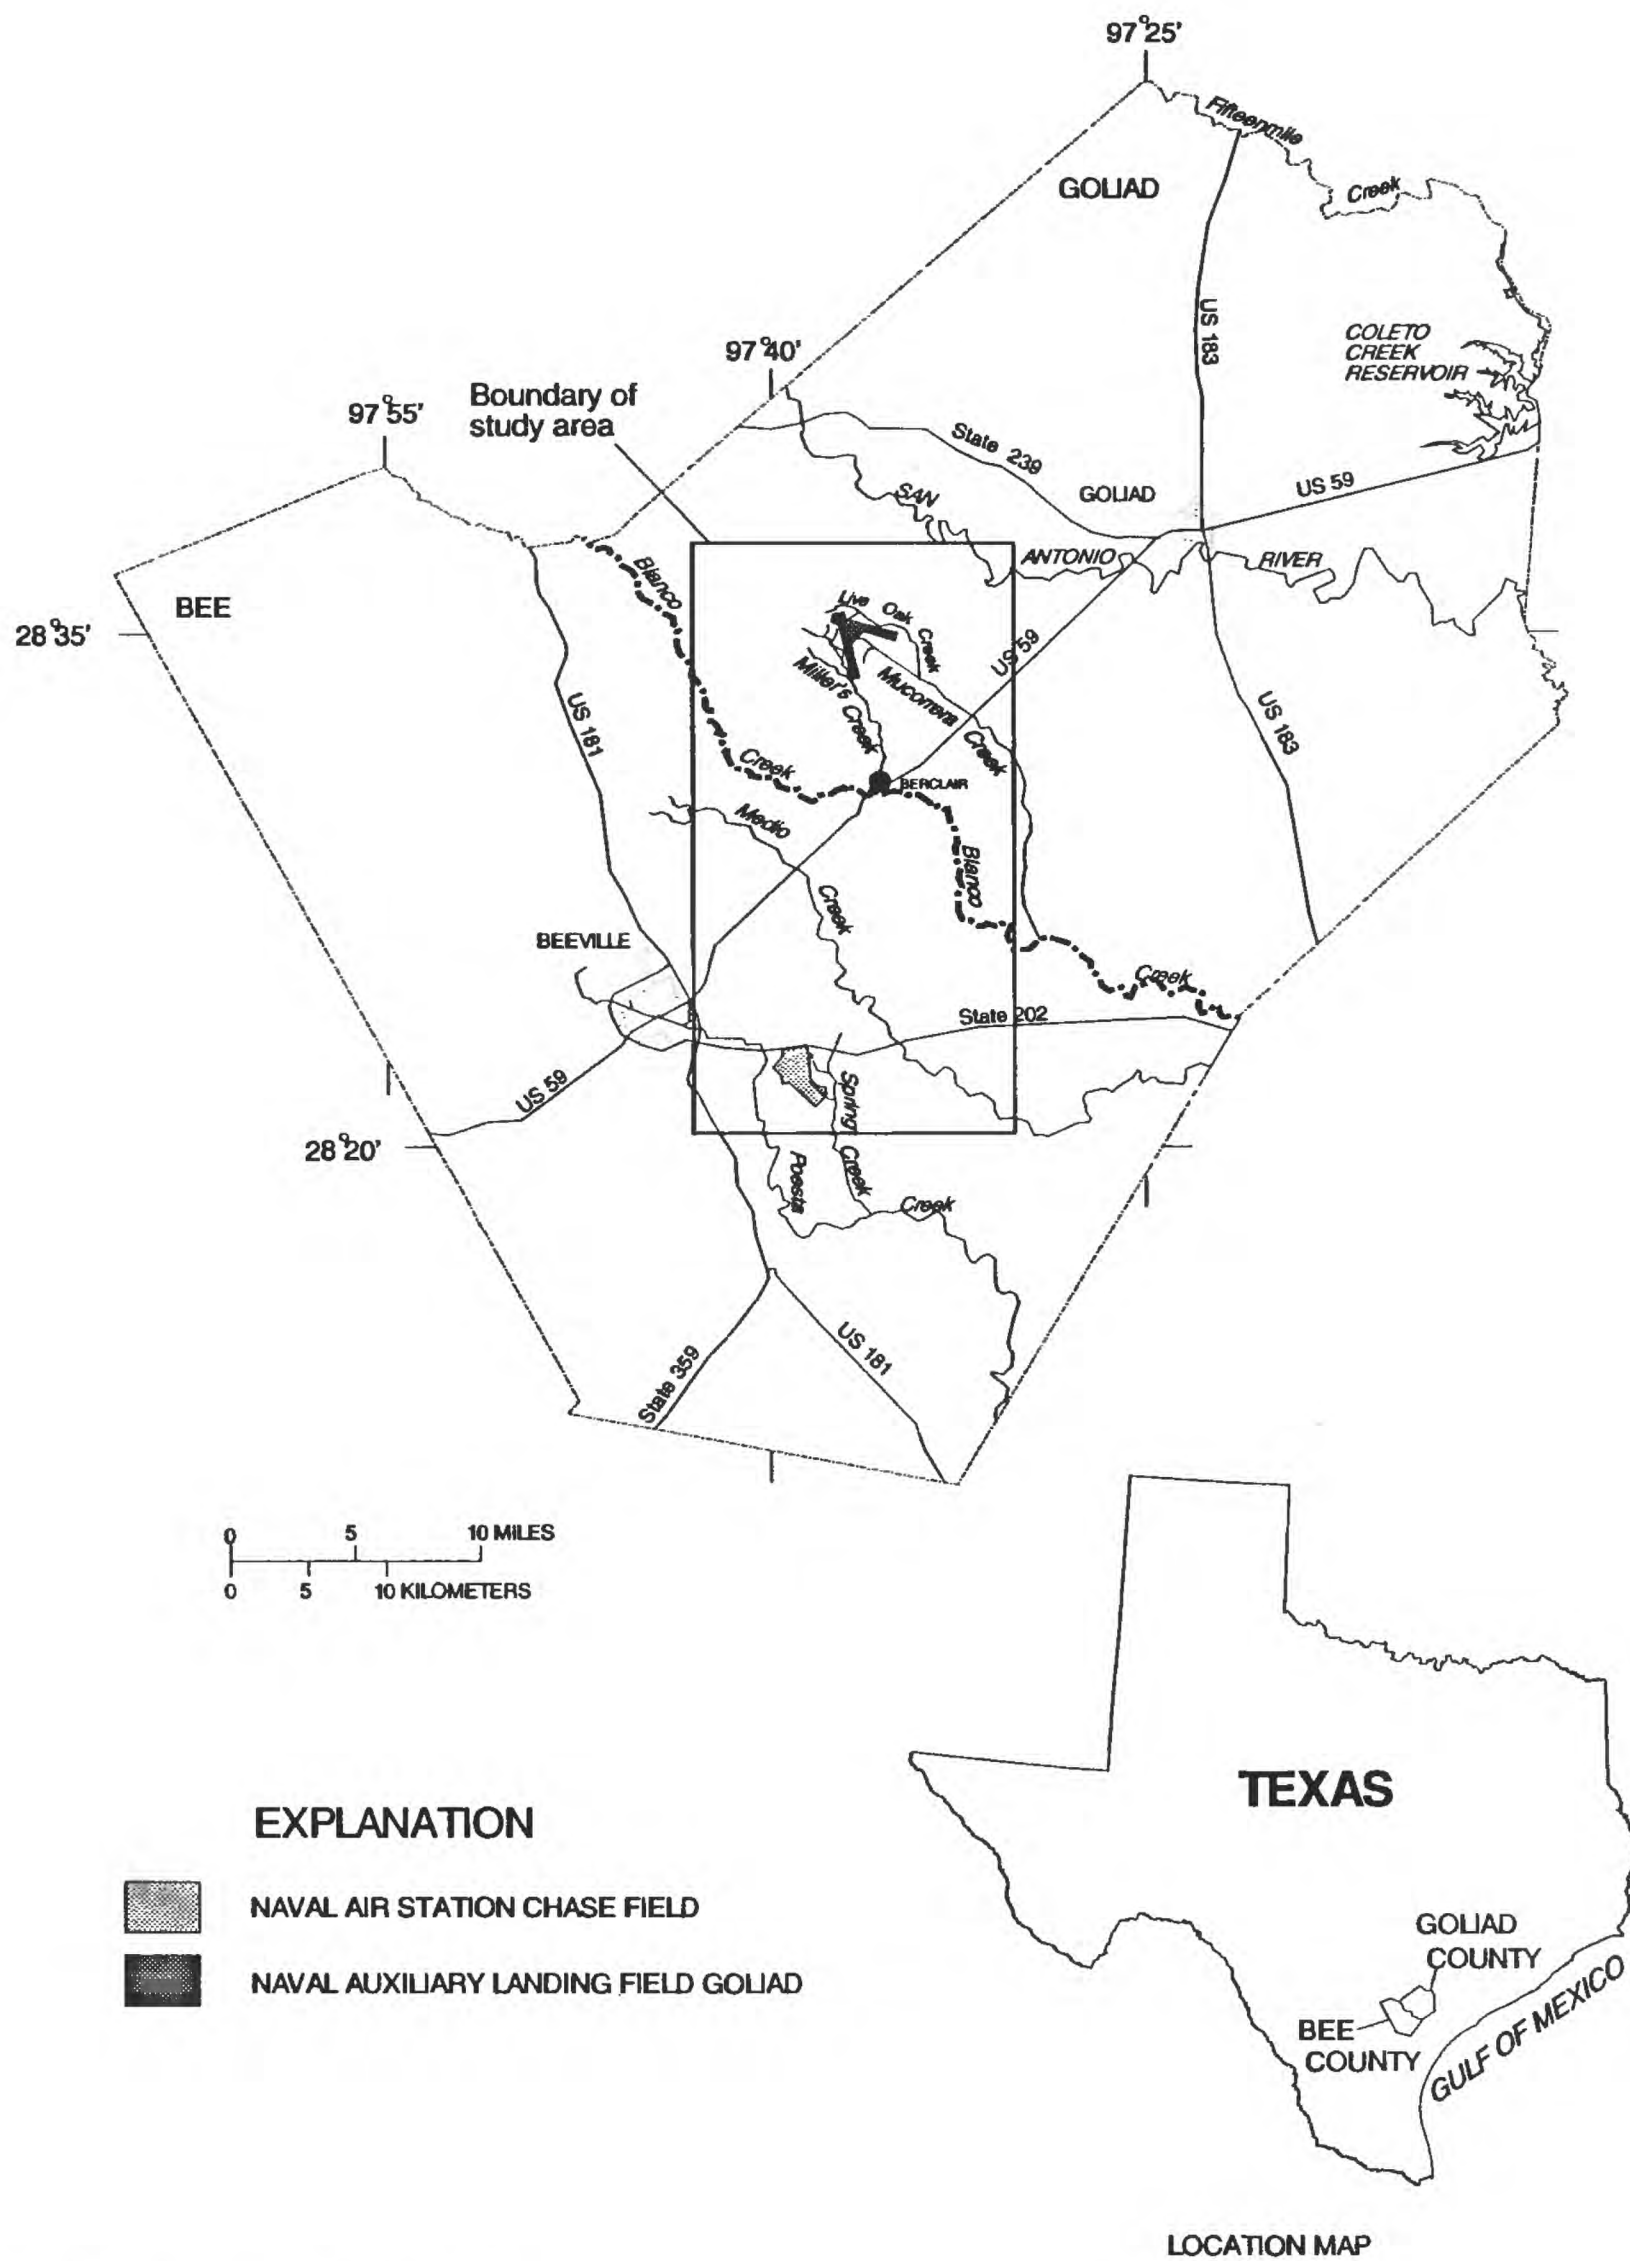 97°25'
Fifteenmile
Creek
GOLIAD
US 183
COLETO
CREEK
RESERVOIR
97°40'
Boundary of
study area
97°55'
State 239
SAN
GOLIAD
US 59
ANTONIO
RIVER
Blanco
BEE
28°35'
Live Oak
Creek
US 59
Miller's
Creek
Mucorrera
Creek
US 181
US 183
Creek
BERCLAIR
Medio
Creek
Blanco
BEEVILLE
Creek
State 202
US 59
Spring
Creek
28°20'
Poesta
Creek
US 181
State 359
0 5 10 MILES
0 5 10 KILOMETERS
EXPLANATION
NAVAL AIR STATION CHASE FIELD
NAVAL AUXILIARY LANDING FIELD GOLIAD
TEXAS
GOLIAD
COUNTY
BEE
COUNTY
GULF OF MEXICO
LOCATION MAP